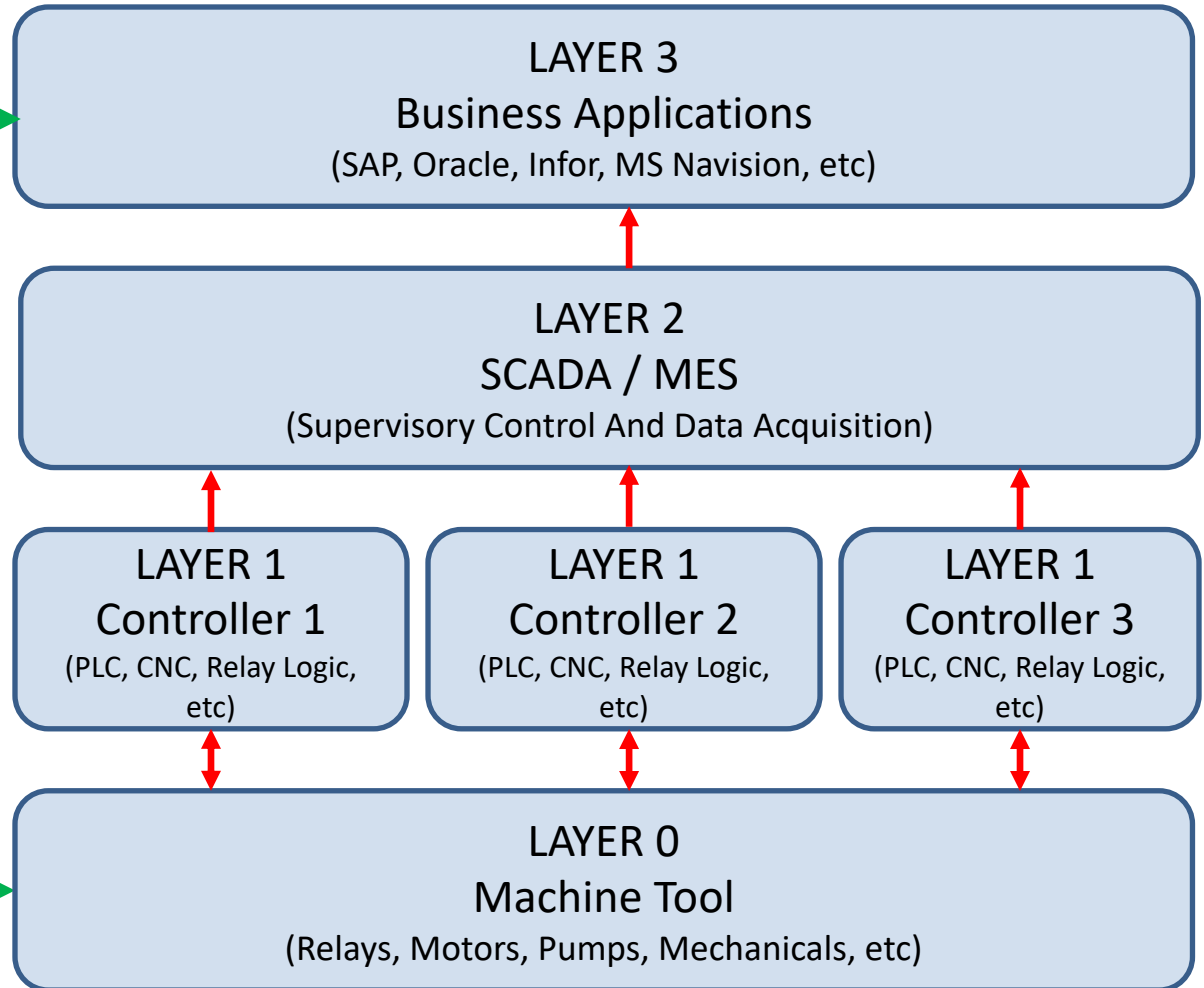 LAYER 3
Business Applications
(SAP, Oracle, Infor, MS Navision, etc)
LAYER 2
SCADA / MES
(Supervisory Control And Data Acquisition)
LAYER 1
Controller 1
(PLC, CNC, Relay Logic,
etc)
LAYER 1
Controller 2
(PLC, CNC, Relay Logic,
etc)
LAYER 1
Controller 3
(PLC, CNC, Relay Logic,
etc)
LAYER 0
Machine Tool
(Relays, Motors, Pumps, Mechanicals, etc)